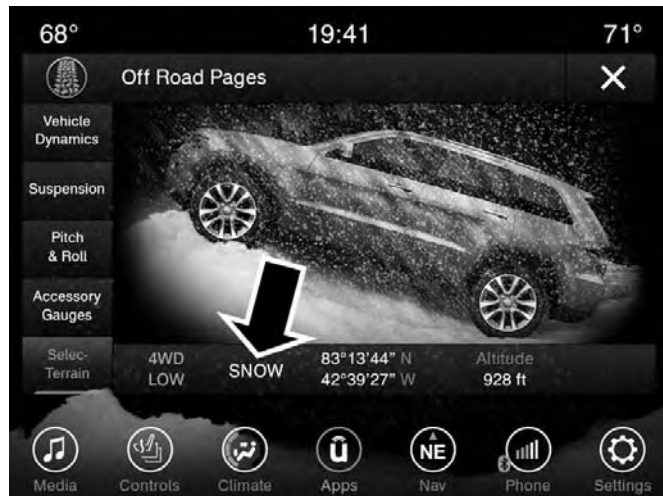 68°
19:41
71°
Off Road Pages
Vehicle
Dynamics
Suspension
Pitch
& Roll
Accessory
Gauges
Selec-
Terrain
4WD
LOW
SNOW
83°13'44" N
42°39'27" W
Altitude
928 ft
û
NE
Media
Controls
Climate
Apps
Nav
Phone
Settings